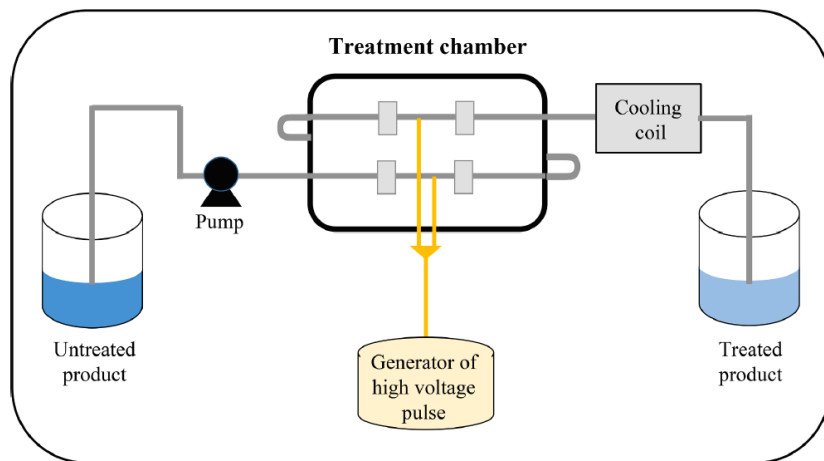 Treatment chamber
Cooling
coil
Pump
Untreated
product
Generator of
high voltage
pulse
Treated
product